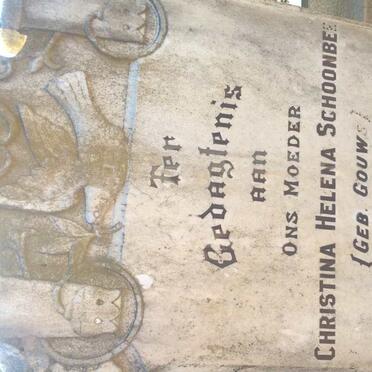 Ter
Gedagtenis
aan
ONS MOEDER
CHRISTINA HELENA SCHOONBEE
(GEB. GOUWS)